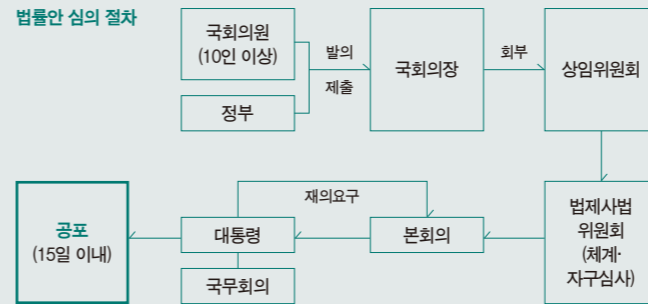 법률안 심의 절차
국회의원
(10인 이상)
정부
발의
제출
국회의장
회부
상임위원회
법제사법
위원회
(체계·
자구심사)
본회의
재의요구
대통령
국무회의
공포
(15일 이내)